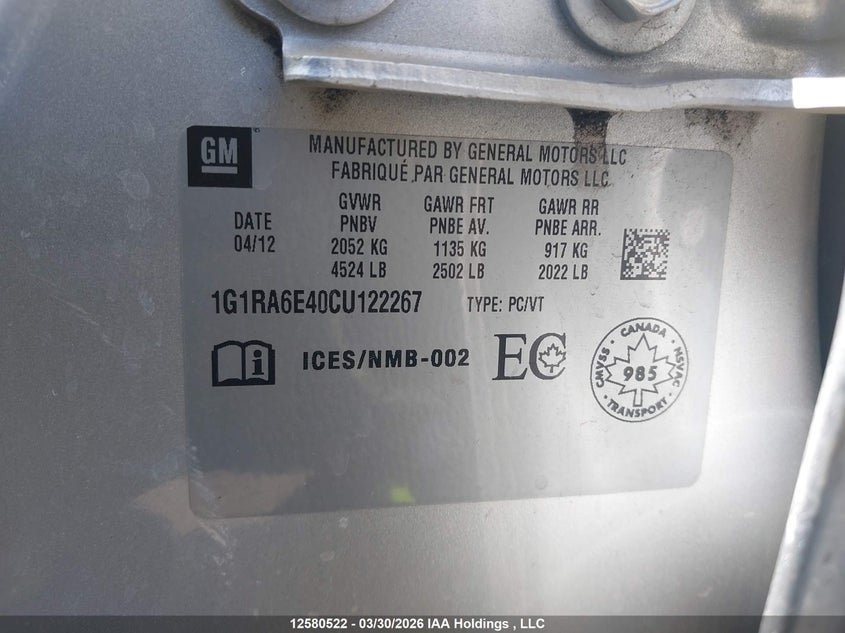 GM
MANUFACTURED BY GENERAL MOTORS LLC
FABRIQUÉ PAR GENERAL MOTORS LLC
DATE
04/12
GVWR
PNBV
2052 KG
4524 LB
GAWR FRT
PNBE AV.
1135 KG
2502 LB
GAWR RR
PNBE ARR.
917 KG
2022 LB
1G1RA6E40CU122267 TYPE: PC/VT
i ICES/NMB-002 EC
CANADA
CMVSS 985 NSVAC
TRANSPORT
12580522 - 03/30/2026 IAA Holdings , LLC